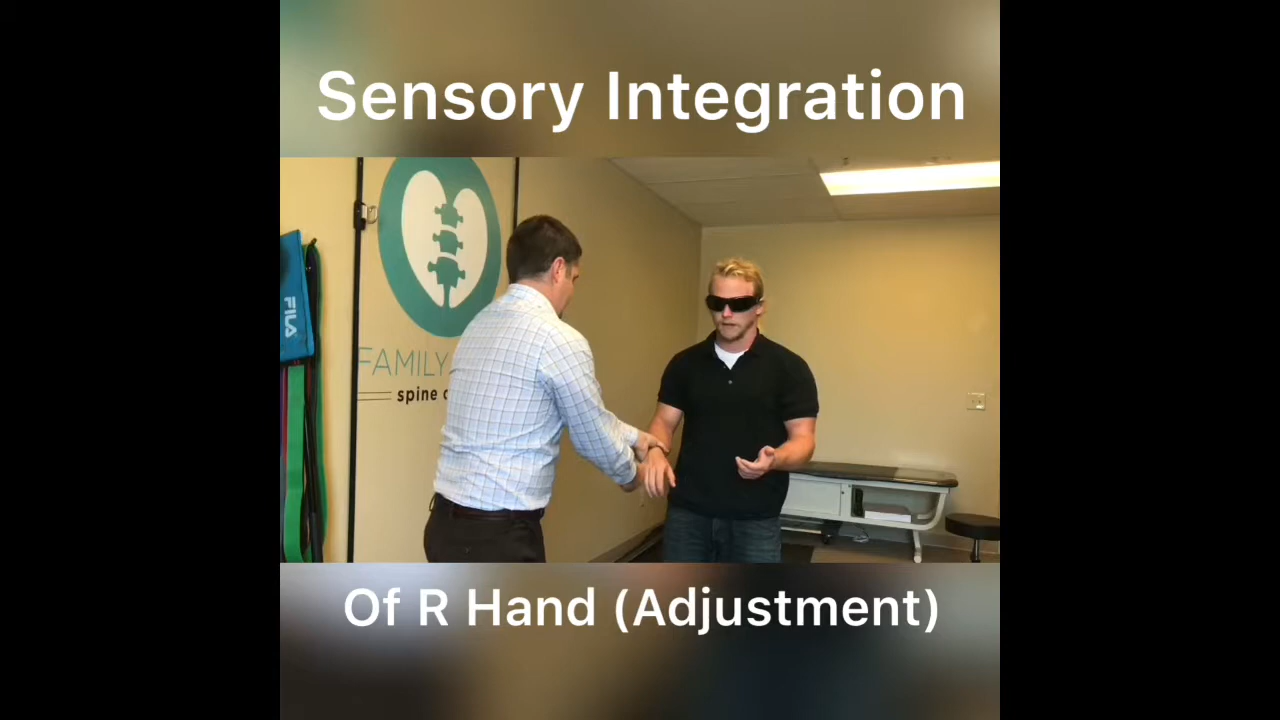 Sensory Integration
FILA
FAMILY
spine
Of R Hand (Adjustment)